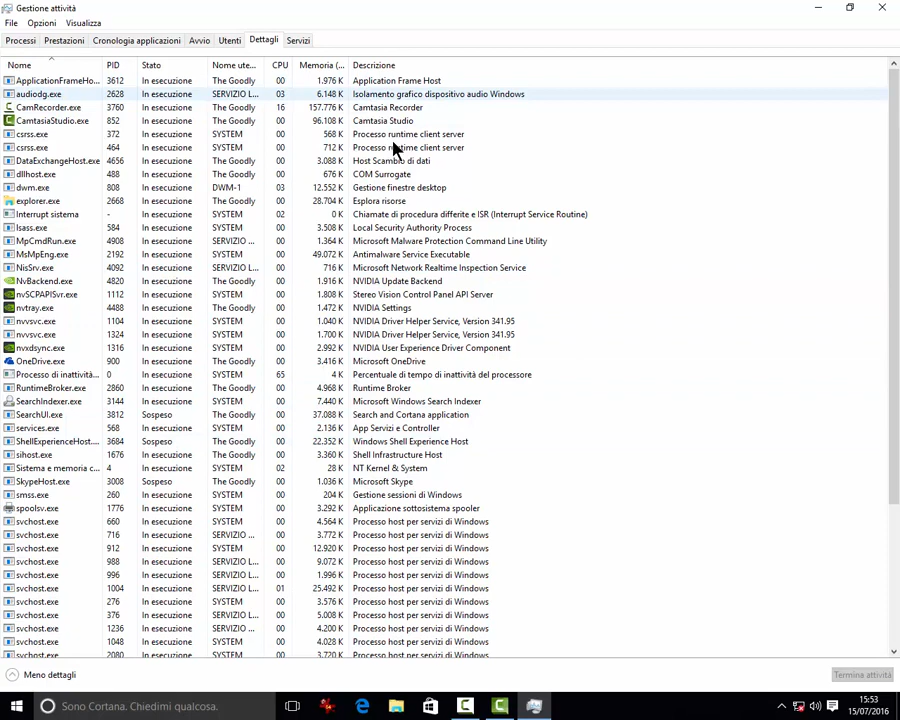 Gestione attività
File Opzioni Visualizza
Processi Prestazioni Cronologia applicazioni Avvio Utenti Dettagli Servizi
Nome PID Stato Nome ute... CPU Memoria (... Descrizione
ApplicationFrameHo... 3612 In esecuzione The Goodly 00 1.976 K Application Frame Host
audiodg.exe 2628 In esecuzione SERVIZIO L... 03 6.148 K Isolamento grafico dispositivo audio Windows
CamRecorder.exe 3760 In esecuzione The Goodly 16 157.776 K Camtasia Recorder
CamtasiaStudio.exe 852 In esecuzione The Goodly 00 96.108 K Camtasia Studio
csrss.exe 372 In esecuzione SYSTEM 00 568 K Processo runtime client server
csrss.exe 464 In esecuzione SYSTEM 00 712 K Processo runtime client server
DataExchangeHost.exe 4656 In esecuzione The Goodly 00 3.088 K Host Scambio di dati
dllhost.exe 488 In esecuzione The Goodly 00 676 K COM Surrogate
dwm.exe 808 In esecuzione DWM-1 03 12.552 K Gestione finestre desktop
explorer.exe 2668 In esecuzione The Goodly 00 28.704 K Esplora risorse
Interrupt sistema - In esecuzione SYSTEM 02 0 K Chiamate di procedura differite e ISR (Interrupt Service Routine)
lsass.exe 584 In esecuzione SYSTEM 00 3.508 K Local Security Authority Process
MpCmdRun.exe 4908 In esecuzione SERVIZIO ... 00 1.364 K Microsoft Malware Protection Command Line Utility
MsMpEng.exe 2192 In esecuzione SYSTEM 00 49.072 K Antimalware Service Executable
NisSrv.exe 4092 In esecuzione SERVIZIO L... 00 716 K Microsoft Network Realtime Inspection Service
NvBackend.exe 4820 In esecuzione The Goodly 00 1.916 K NVIDIA Update Backend
nvSCPAPISvr.exe 1112 In esecuzione SYSTEM 00 1.808 K Stereo Vision Control Panel API Server
nvtray.exe 4488 In esecuzione The Goodly 00 1.472 K NVIDIA Settings
nvvsvc.exe 1104 In esecuzione SYSTEM 00 1.040 K NVIDIA Driver Helper Service, Version 341.95
nvvsvc.exe 1324 In esecuzione SYSTEM 00 1.700 K NVIDIA Driver Helper Service, Version 341.95
nvxdsync.exe 1316 In esecuzione SYSTEM 00 2.992 K NVIDIA User Experience Driver Component
OneDrive.exe 900 In esecuzione The Goodly 00 3.416 K Microsoft OneDrive
Processo di inattività... 0 In esecuzione SYSTEM 65 4 K Percentuale di tempo di inattività del processore
RuntimeBroker.exe 2860 In esecuzione The Goodly 00 4.968 K Runtime Broker
SearchIndexer.exe 3144 In esecuzione SYSTEM 00 7.440 K Microsoft Windows Search Indexer
SearchUI.exe 3812 Sospeso The Goodly 00 37.088 K Search and Cortana application
services.exe 568 In esecuzione SYSTEM 00 2.136 K App Servizi e Controller
ShellExperienceHost.... 3684 Sospeso The Goodly 00 22.352 K Windows Shell Experience Host
sihost.exe 1676 In esecuzione The Goodly 00 3.360 K Shell Infrastructure Host
Sistema e memoria c... 4 In esecuzione SYSTEM 02 28 K NT Kernel & System
SkypeHost.exe 3008 Sospeso The Goodly 00 1.036 K Microsoft Skype
smss.exe 260 In esecuzione SYSTEM 00 204 K Gestione sessioni di Windows
spoolsv.exe 1776 In esecuzione SYSTEM 00 3.292 K Applicazione sottosistema spooler
svchost.exe 660 In esecuzione SYSTEM 00 4.564 K Processo host per servizi di Windows
svchost.exe 716 In esecuzione SERVIZIO ... 00 3.772 K Processo host per servizi di Windows
svchost.exe 912 In esecuzione SYSTEM 00 12.920 K Processo host per servizi di Windows
svchost.exe 988 In esecuzione SERVIZIO L... 00 9.072 K Processo host per servizi di Windows
svchost.exe 996 In esecuzione SERVIZIO L... 00 1.996 K Processo host per servizi di Windows
svchost.exe 1004 In esecuzione SERVIZIO L... 01 25.492 K Processo host per servizi di Windows
svchost.exe 276 In esecuzione SYSTEM 00 3.576 K Processo host per servizi di Windows
svchost.exe 376 In esecuzione SERVIZIO L... 00 5.008 K Processo host per servizi di Windows
svchost.exe 1236 In esecuzione SERVIZIO ... 00 4.200 K Processo host per servizi di Windows
svchost.exe 1048 In esecuzione SYSTEM 00 4.028 K Processo host per servizi di Windows
svchost.exe 2080 In esecuzione SYSTEM 00 3.720 K Processo host per servizi di Windows
Meno dettagli Termina attività
Sono Cortana. Chiedimi qualcosa. 15:53
15/07/2016